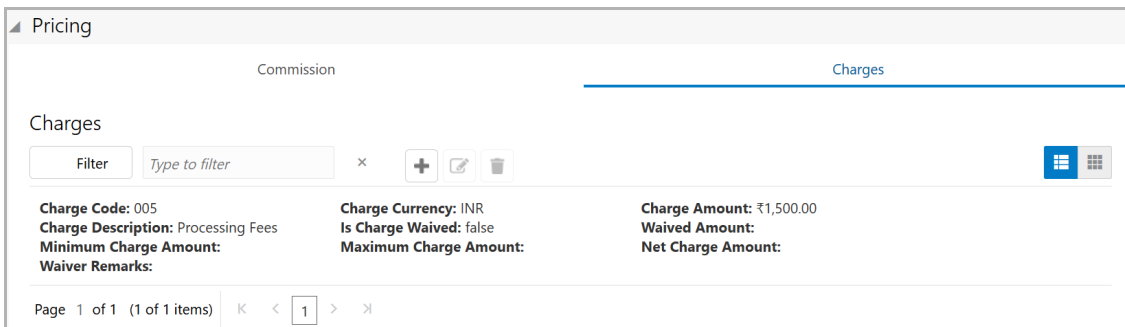 Pricing
Commission Charges
Charges
Filter Type to filter ×
Charge Code: 005 Charge Currency: INR Charge Amount: ₹1,500.00
Charge Description: Processing Fees Is Charge Waived: false Waived Amount:
Minimum Charge Amount: Maximum Charge Amount: Net Charge Amount:
Waiver Remarks:
Page 1 of 1 (1 of 1 items) 1